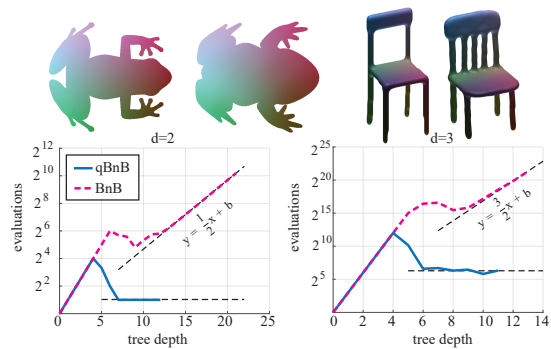 d=2
d=3
evaluations
2^12
2^10
2^8
2^6
2^4
2^2
qBnB
BnB
y = 1/2 x + b
0
5
10
15
20
25
tree depth
evaluations
2^25
2^20
2^15
2^10
2^5
y = 3/2 x + b
0
2
4
6
8
10
12
14
tree depth